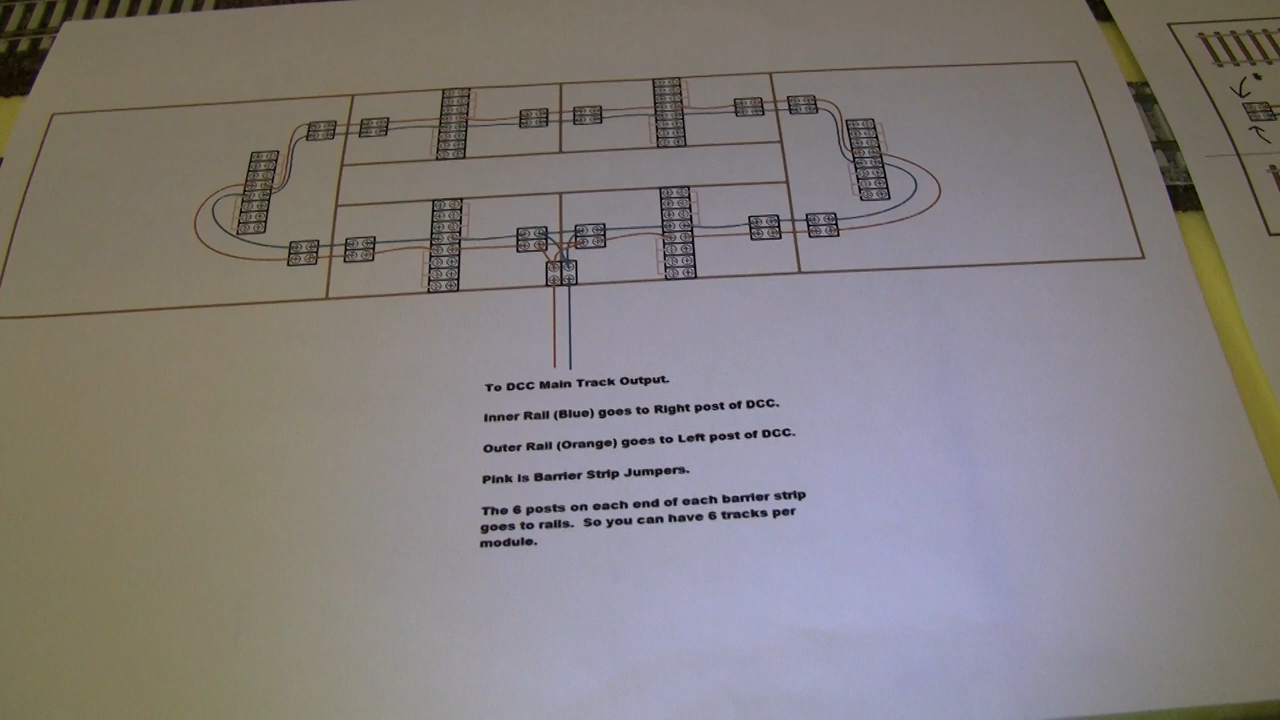 To DCC Main Track Output.
Inner Rail (Blue) goes to Right post of DCC.
Outer Rail (Orange) goes to Left post of DCC.
Pink is Barrier Strip Jumpers.
The 6 posts on each end of each barrier strip
goes to rails. So you can have 6 tracks per
module.